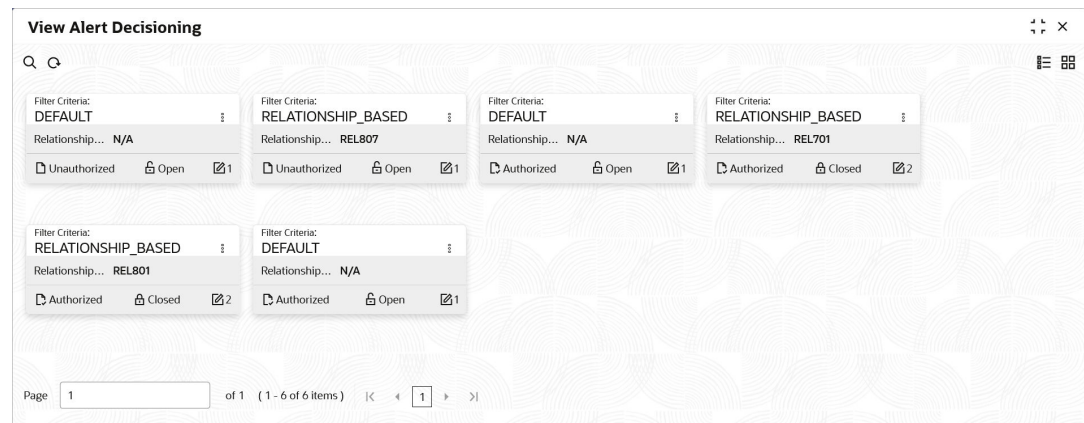 View Alert Decisioning
Filter Criteria:
DEFAULT
Relationship... N/A
Unauthorized Open 1
Filter Criteria:
RELATIONSHIP_BASED
Relationship... REL807
Unauthorized Open 1
Filter Criteria:
DEFAULT
Relationship... N/A
Authorized Open 1
Filter Criteria:
RELATIONSHIP_BASED
Relationship... REL701
Authorized Closed 2
Filter Criteria:
RELATIONSHIP_BASED
Relationship... REL801
Authorized Closed 2
Filter Criteria:
DEFAULT
Relationship... N/A
Authorized Open 1
Page 1 of 1 ( 1 - 6 of 6 items ) 1